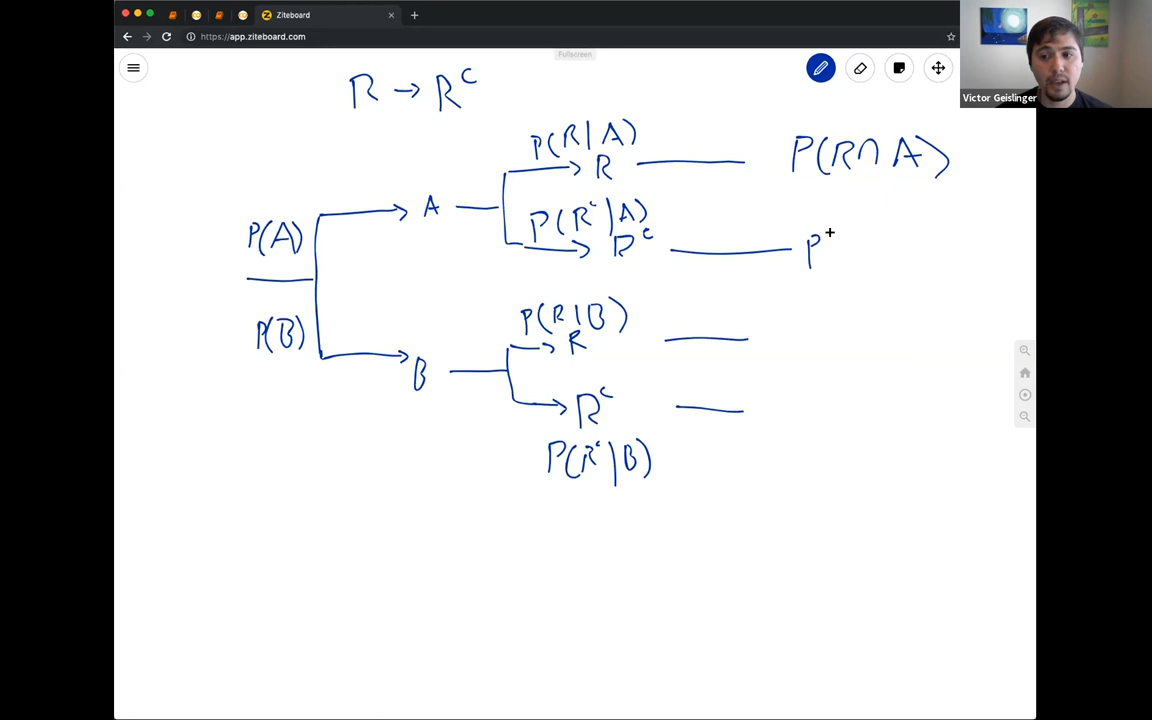 Ziteboard
https://app.ziteboard.com
Fullscreen
Victor Geislinger
R → R^c
P(R|A)
R
P(R∩A)
P(A)
A
P(R^c|A)
R^c
P
P(B)
P(R|B)
R
B
R^c
P(R^c|B)